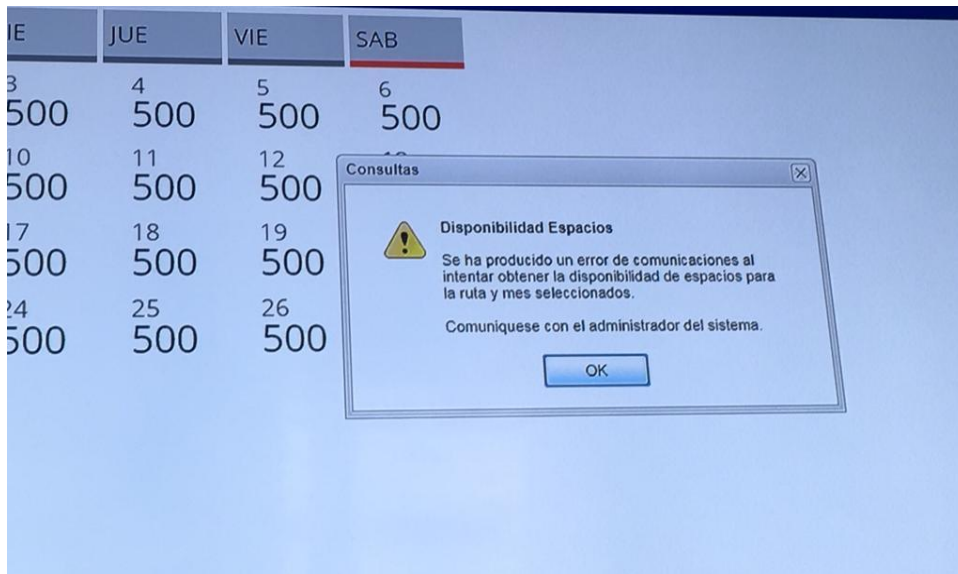 IE JUE VIE SAB
3 4 5 6
500 500 500 500
10 11 12
500 500 500
17 18 19
500 500 500
24 25 26
500 500 500
Consultas
Disponibilidad Espacios
Se ha producido un error de comunicaciones al
intentar obtener la disponibilidad de espacios para
la ruta y mes seleccionados.
Comuniquese con el administrador del sistema.
OK